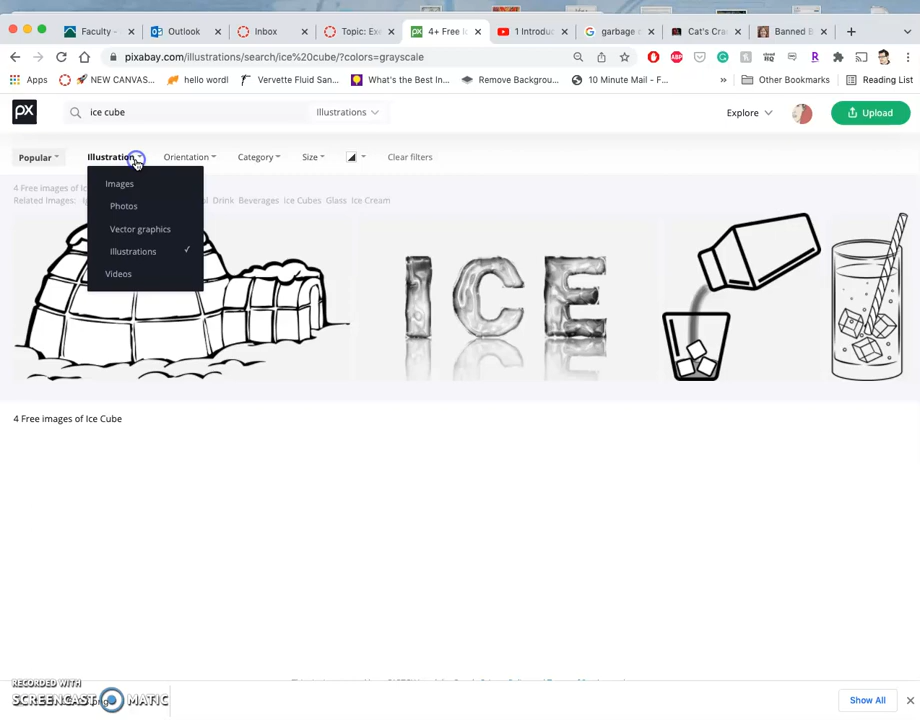 Faculty -
Outlook
Inbox
Topic: Ex
4+ Free I
1 Introduc
garbage
Cat's Cra
Banned B
pixabay.com/illustrations/search/ice%20cube/?colors=grayscale
Apps
NEW CANVAS...
hello wordl
Vervette Fluid San...
What's the Best In...
Remove Backgrou...
10 Minute Mail - F...
»
Other Bookmarks
Reading List
px
ice cube
Illustrations
Explore
Upload
Popular
Illustration
Orientation
Category
Size
Clear filters
Images
Photos
Vector graphics
Illustrations
Videos
4 Free images of
Related Images:
Drink Beverages Ice Cubes Glass Ice Cream
ICE
4 Free images of Ice Cube
RECORDED WITH
SCREENCAST MATIC
Show All